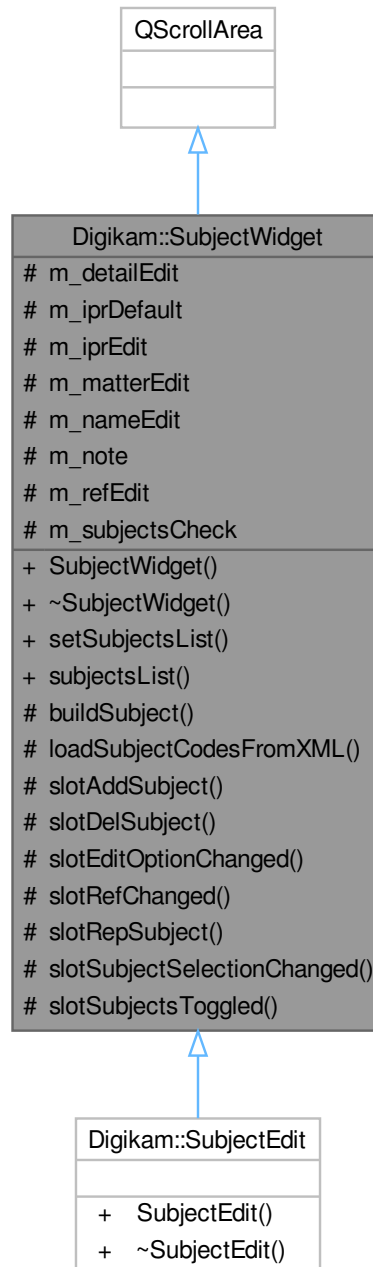 QScrollArea
Digikam::SubjectWidget
# m_detailEdit
# m_iprDefault
# m_iprEdit
# m_matterEdit
# m_nameEdit
# m_note
# m_refEdit
# m_subjectsCheck
+ SubjectWidget()
+ ~SubjectWidget()
+ setSubjectsList()
+ subjectsList()
# buildSubject()
# loadSubjectCodesFromXML()
# slotAddSubject()
# slotDelSubject()
# slotEditOptionChanged()
# slotRefChanged()
# slotRepSubject()
# slotSubjectSelectionChanged()
# slotSubjectsToggled()
Digikam::SubjectEdit
+ SubjectEdit()
+ ~SubjectEdit()